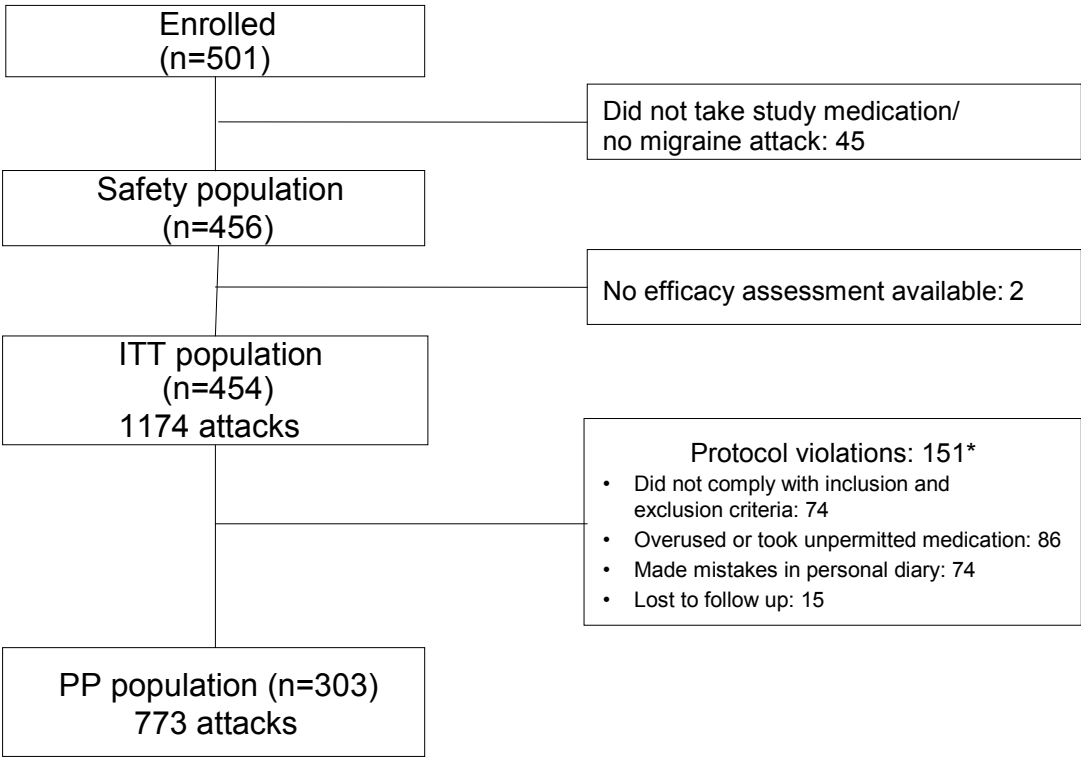 Enrolled
(n=501)
Did not take study medication/
no migraine attack: 45
Safety population
(n=456)
No efficacy assessment available: 2
ITT population
(n=454)
1174 attacks
Protocol violations: 151*
• Did not comply with inclusion and
exclusion criteria: 74
• Overused or took unpermitted medication: 86
• Made mistakes in personal diary: 74
• Lost to follow up: 15
PP population (n=303)
773 attacks